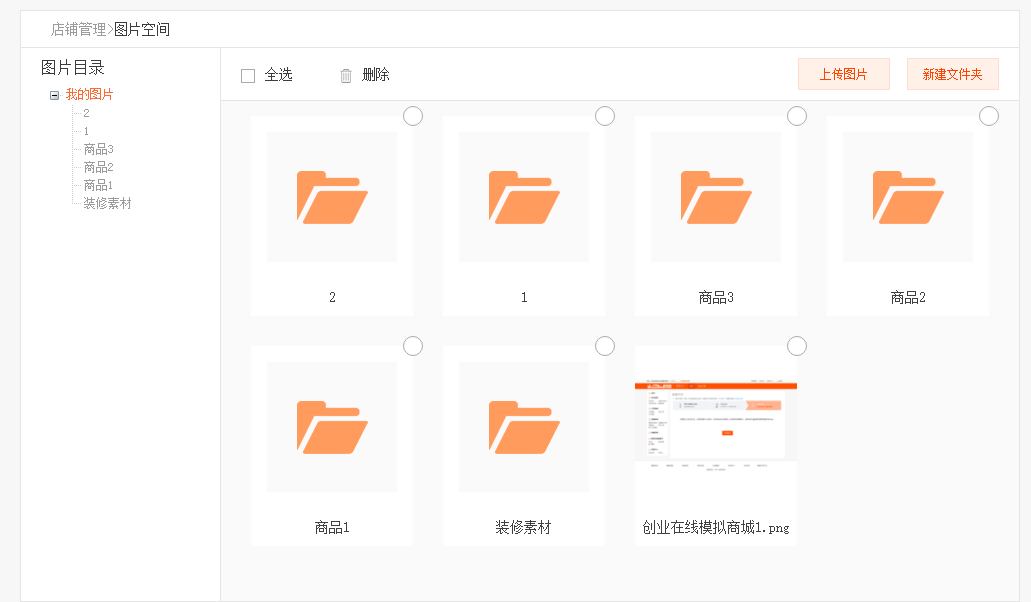 店铺管理>图片空间
图片目录
我的图片
2
1
商品3
商品2
商品1
装修素材
全选 删除 上传图片 新建文件夹
2 1 商品3 商品2
商品1 装修素材 创业在线模拟商城1.png